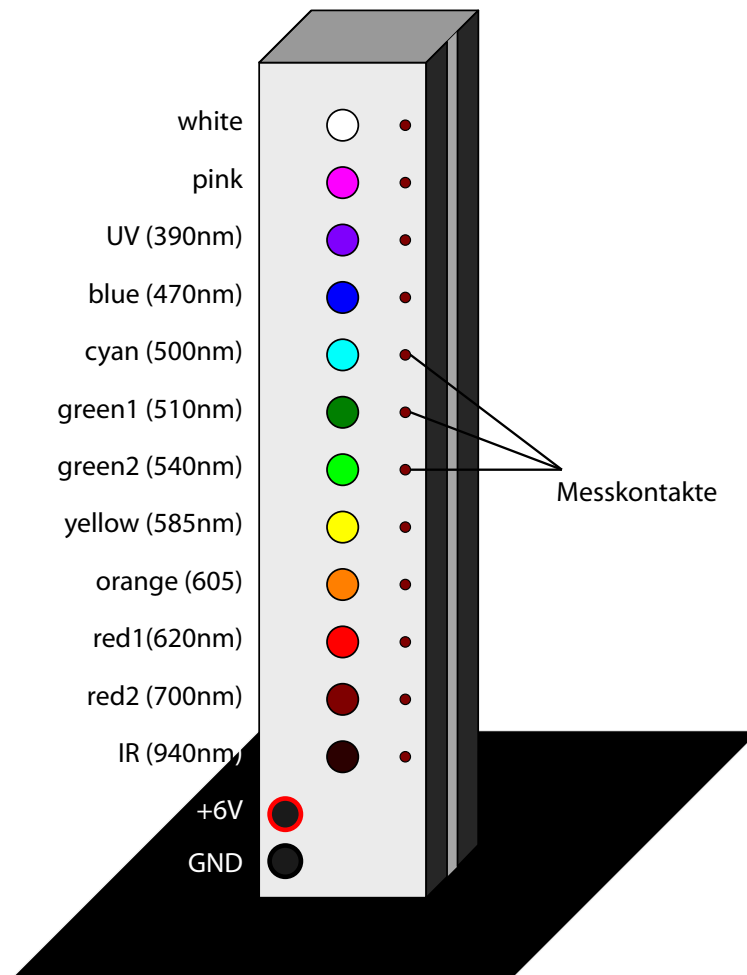 white
pink
UV (390nm)
blue (470nm)
cyan (500nm)
green1 (510nm)
green2 (540nm)
Messkontakte
yellow (585nm)
orange (605)
red1(620nm)
red2 (700nm)
IR (940nm)
+6V
GND